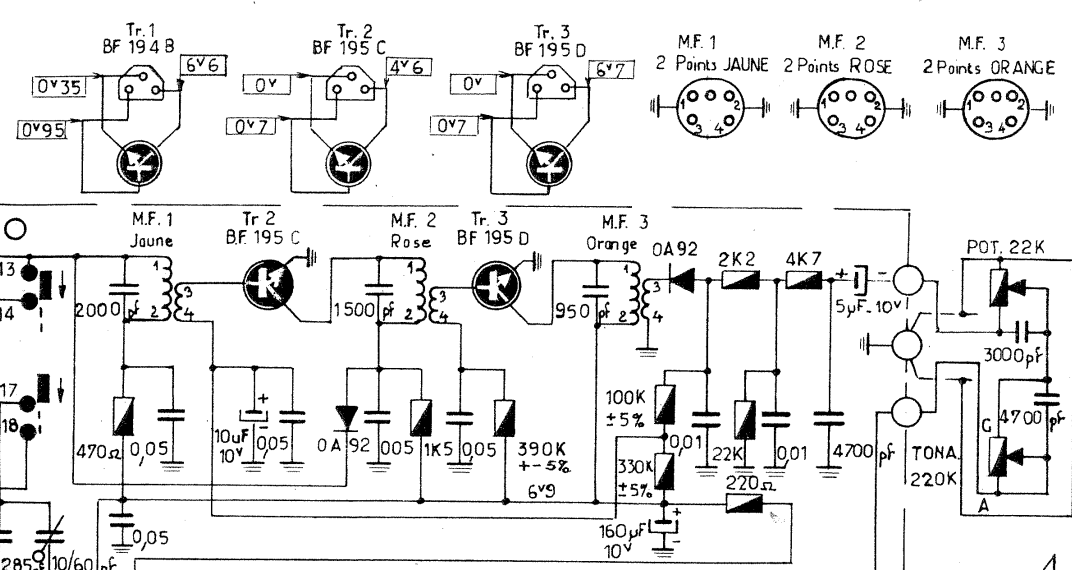 Tr. 1
BF 194 B
6v6
0v35
0v95
Tr. 2
BF 195 C
4v6
0v
0v7
Tr. 3
BF 195 D
6v7
0v
0v7
M.F. 1
2 Points JAUNE
1 2
3 4
M.F. 2
2 Points ROSE
1 2
3 4
M.F. 3
2 Points ORANGE
1 2
3 4
M.F. 1
Jaune
Tr 2
BF 195 C
M.F. 2
Rose
Tr. 3
BF 195 D
M.F. 3
Orange
0A92
2K2
4K7
POT. 22K
13
14
1
2
3
4
2000 pf
1
2
3
4
1500 pf
1
2
3
4
950 pf
+ -
5µF_10v
3000pf
17
18
470Ω
0,05
+
-
10uF
10v
0,05
0A 92
005
1K5
0,05
390K
+-5%
100K
±5%
330K
±5%
0,01
22K
0,01
4700 pf
4700 pf
G
TONA.
220K
A
6v9
220Ω
0,05
160µF
10v
+
-
285
10/60 pf